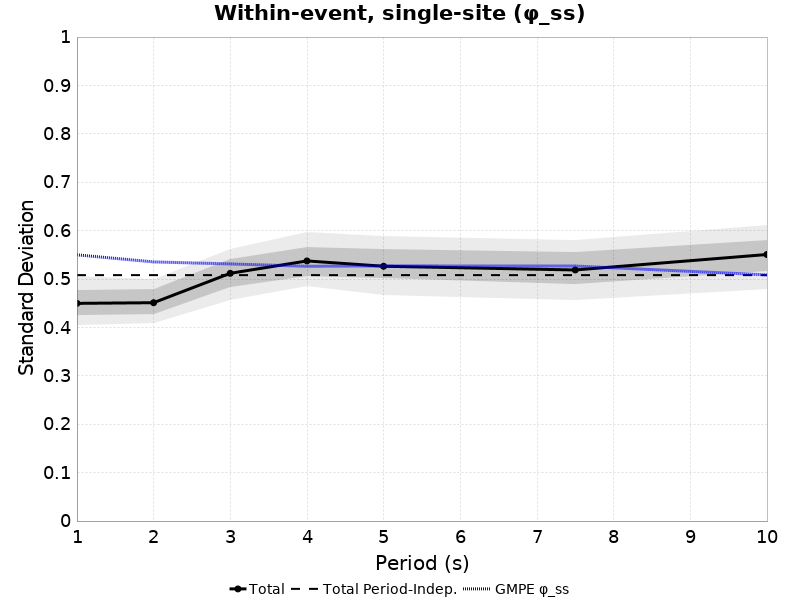 Within-event, single-site (φ_ss)
1
0.9
0.8
0.7
0.6
0.5
0.4
0.3
0.2
0.1
0
Standard Deviation
1 2 3 4 5 6 7 8 9 10
Period (s)
Total Total Period-Indep. GMPE φ_ss